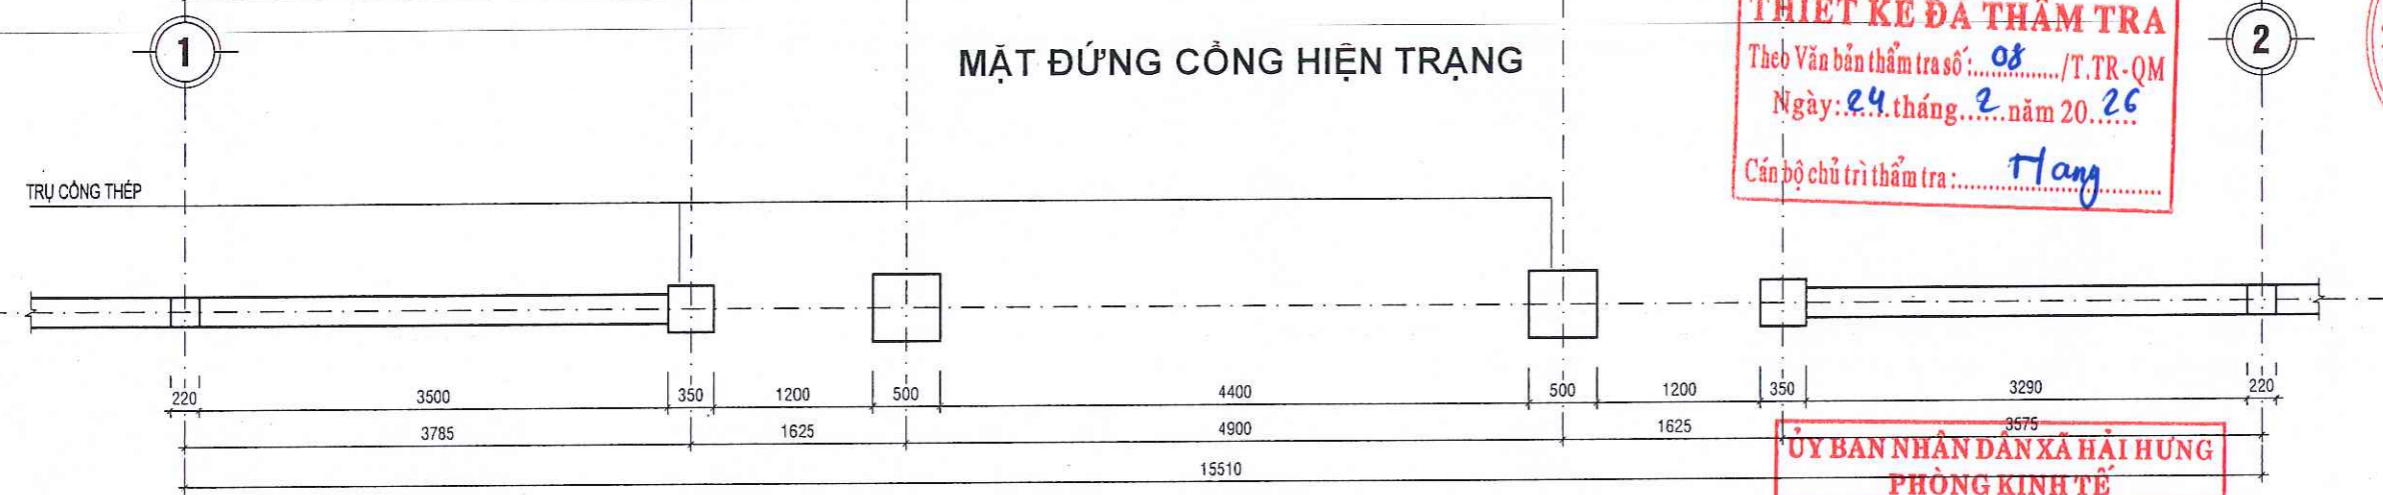 1
MẶT ĐỨNG CỔNG HIỆN TRẠNG
THIẾT KẾ ĐÃ THẨM TRA
Theo Văn bản thẩm tra số:..08../T.TR-QM
Ngày:..24..tháng..2..năm 20..26
Cán bộ chủ trì thẩm tra:..Hang..
2
TRỤ CỔNG THÉP
220 3500 350 1200 500 4400 500 1200 350 3290 220
3785 1625 4900 1625 3575
15510
ỦY BAN NHÂN DÂN XÃ HẢI HƯNG
PHÒNG KINH TẾ